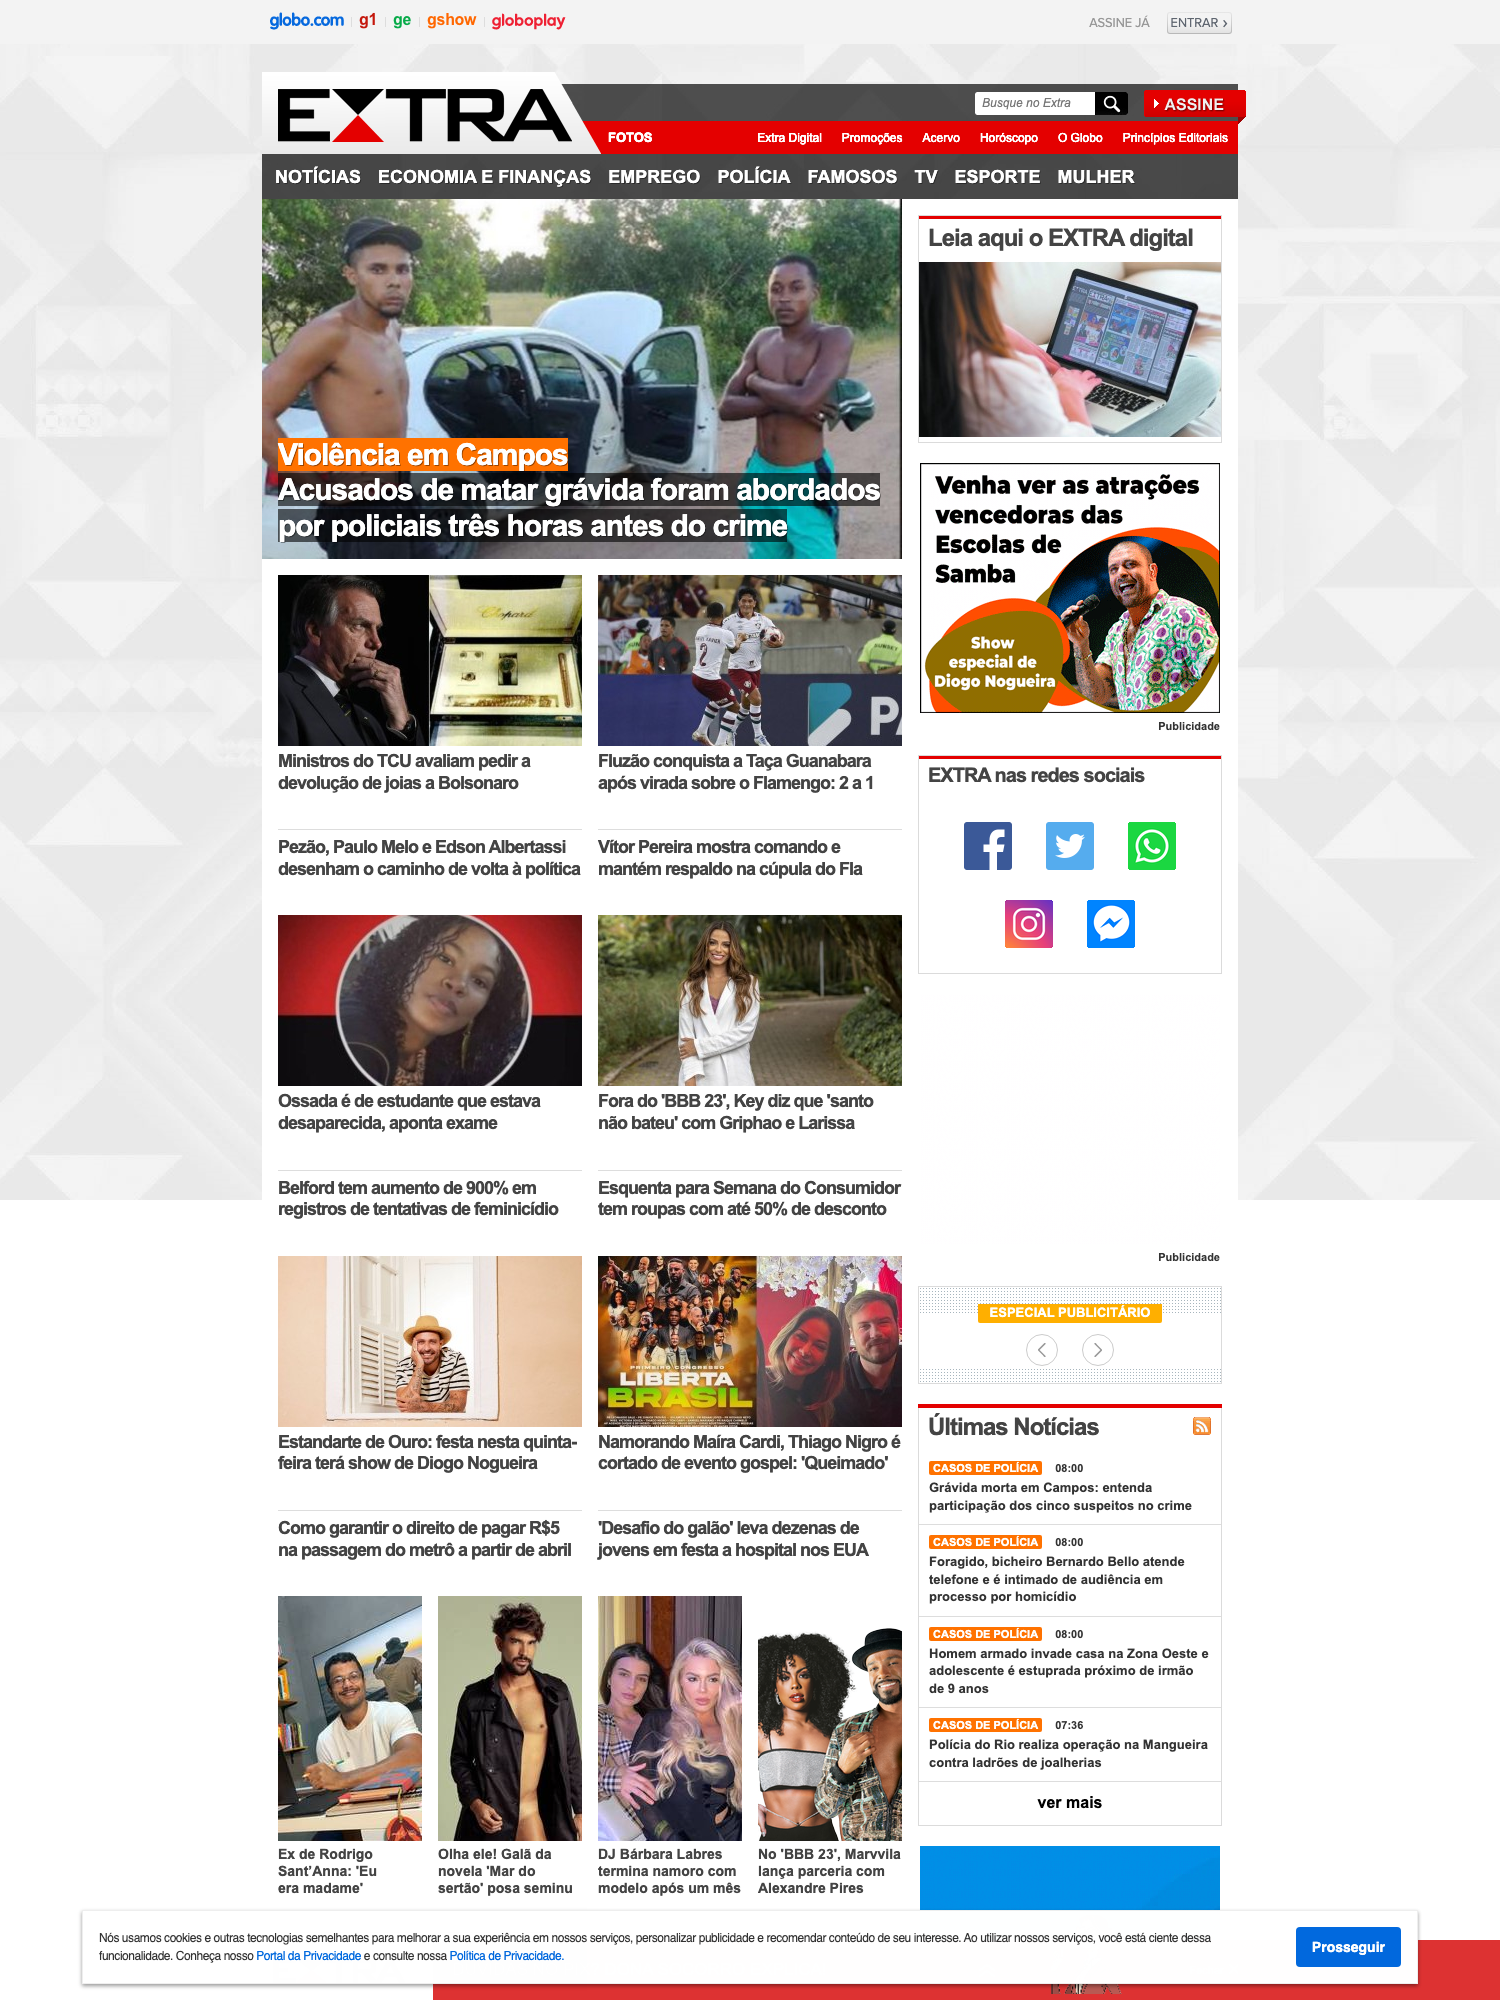 globo.com g1 ge gshow globoplay
ASSINE JÁ ENTRAR
EXTRA
Busque no Extra
ASSINE
FOTOS
Extra Digital Promoções Acervo Horóscopo O Globo Princípios Editoriais
NOTÍCIAS ECONOMIA E FINANÇAS EMPREGO POLÍCIA FAMOSOS TV ESPORTE MULHER
Violência em Campos
Acusados de matar grávida foram abordados
por policiais três horas antes do crime
Chopard
Ministros do TCU avaliam pedir a
devolução de joias a Bolsonaro
Fluzão conquista a Taça Guanabara
após virada sobre o Flamengo: 2 a 1
Pezão, Paulo Melo e Edson Albertassi
desenham o caminho de volta à política
Vítor Pereira mostra comando e
mantém respaldo na cúpula do Fla
Ossada é de estudante que estava
desaparecida, aponta exame
Fora do 'BBB 23', Key diz que 'santo
não bateu' com Griphao e Larissa
Belford tem aumento de 900% em
registros de tentativas de feminicídio
Esquenta para Semana do Consumidor
tem roupas com até 50% de desconto
PRIMEIRO CONGRESSO
LIBERTA
BRASIL
Estandarte de Ouro: festa nesta quinta-
feira terá show de Diogo Nogueira
Namorando Maíra Cardi, Thiago Nigro é
cortado de evento gospel: 'Queimado'
Como garantir o direito de pagar R$5
na passagem do metrô a partir de abril
'Desafio do galão' leva dezenas de
jovens em festa a hospital nos EUA
Ex de Rodrigo
Sant’Anna: 'Eu
era madame'
Olha ele! Galã da
novela 'Mar do
sertão' posa seminu
DJ Bárbara Labres
termina namoro com
modelo após um mês
No 'BBB 23', Marvvila
lança parceria com
Alexandre Pires
Leia aqui o EXTRA digital
EXTRA
Venha ver as atrações
vencedoras das
Escolas de
Samba
Show
especial de
Diogo Nogueira
Publicidade
EXTRA nas redes sociais
Publicidade
ESPECIAL PUBLICITÁRIO
Últimas Notícias
CASOS DE POLÍCIA 08:00
Grávida morta em Campos: entenda
participação dos cinco suspeitos no crime
CASOS DE POLÍCIA 08:00
Foragido, bicheiro Bernardo Bello atende
telefone e é intimado de audiência em
processo por homicídio
CASOS DE POLÍCIA 08:00
Homem armado invade casa na Zona Oeste e
adolescente é estuprada próximo de irmão
de 9 anos
CASOS DE POLÍCIA 07:36
Polícia do Rio realiza operação na Mangueira
contra ladrões de joalherias
ver mais
Nós usamos cookies e outras tecnologias semelhantes para melhorar a sua experiência em nossos serviços, personalizar publicidade e recomendar conteúdo de seu interesse. Ao utilizar nossos serviços, você está ciente dessa
funcionalidade. Conheça nosso Portal da Privacidade e consulte nossa Política de Privacidade.
Prosseguir